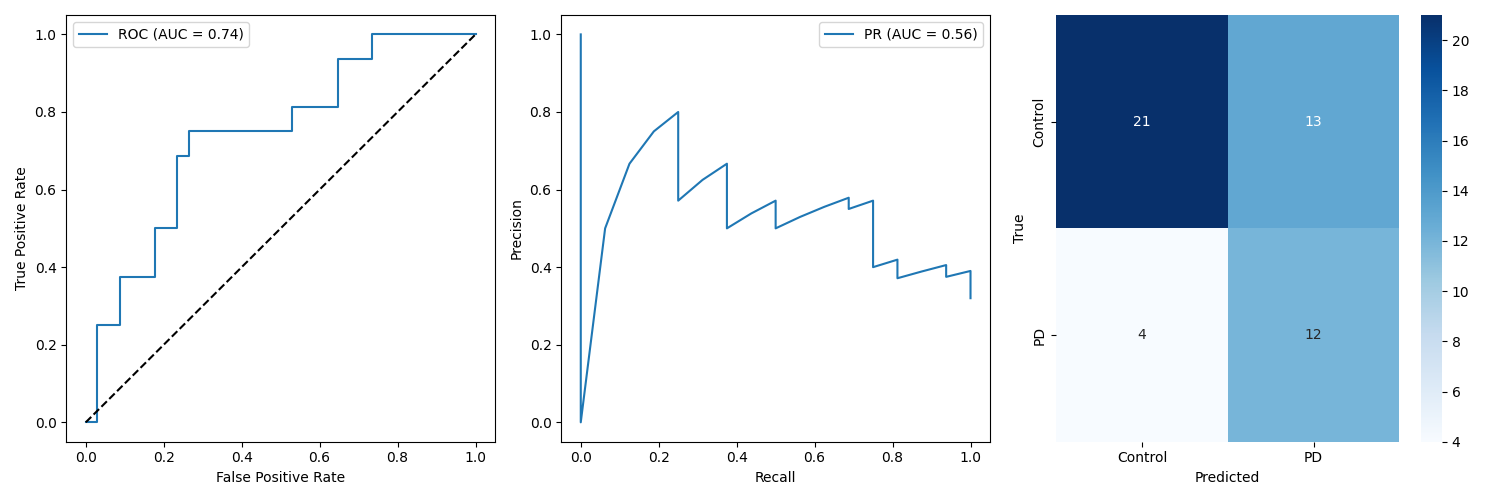 ROC (AUC = 0.74)
True Positive Rate
1.0
0.8
0.6
0.4
0.2
0.0
0.0 0.2 0.4 0.6 0.8 1.0
False Positive Rate
PR (AUC = 0.56)
Precision
1.0
0.8
0.6
0.4
0.2
0.0
0.0 0.2 0.4 0.6 0.8 1.0
Recall
True
Control
PD
21 13
4 12
Control PD
Predicted
20
18
16
14
12
10
8
6
4